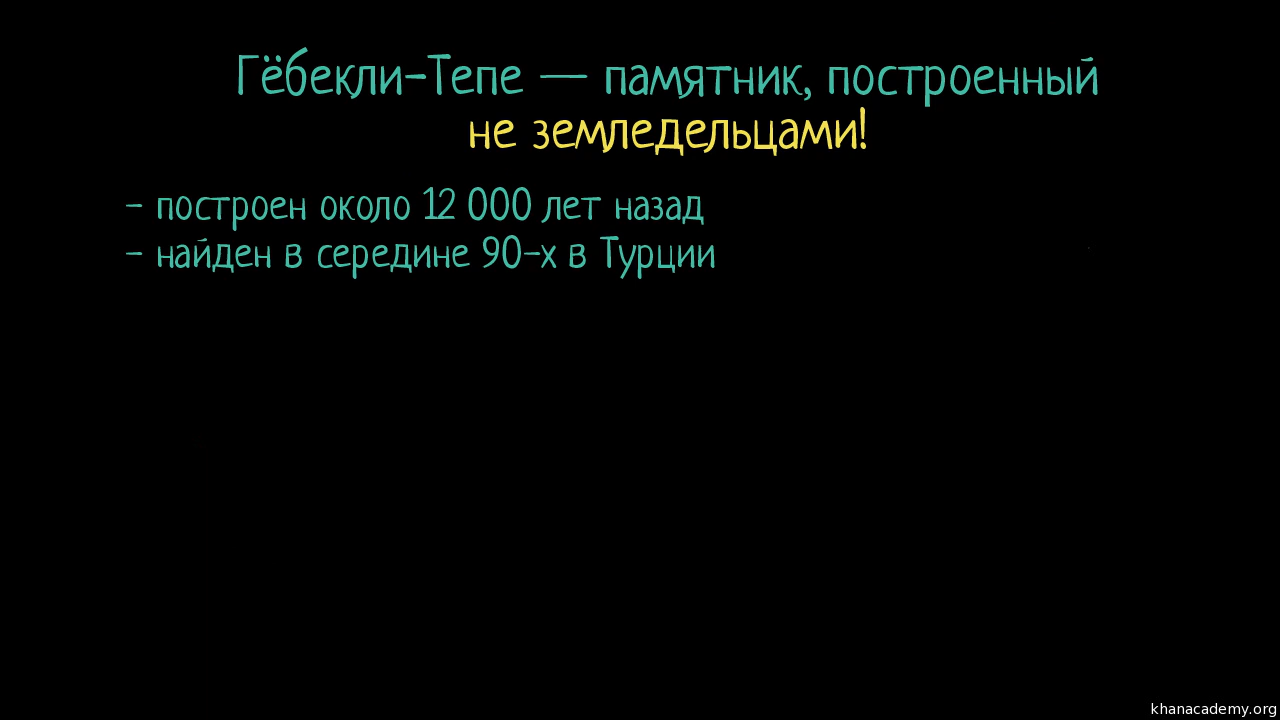 Гёбекли-Тепе — памятник, построенный
не земледельцами!
- построен около 12 000 лет назад
- найден в середине 90-х в Турции
khanacademy.org